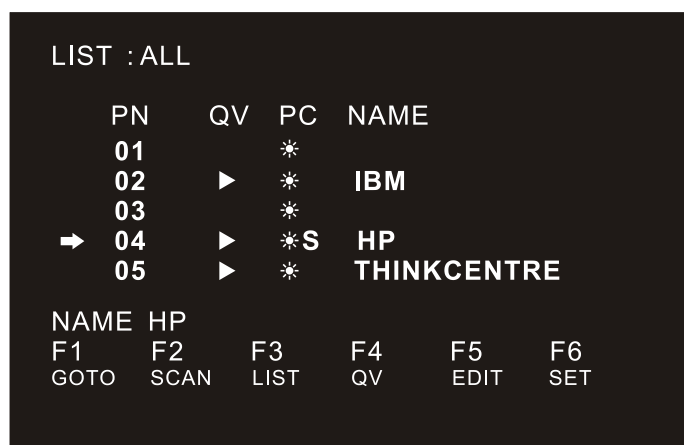 LIST : ALL
PN QV PC NAME
01 ☀
02 ▶ ☀ IBM
03 ☀
➡ 04 ▶ ☀S HP
05 ▶ ☀ THINKCENTRE
NAME HP
F1 F2 F3 F4 F5 F6
GOTO SCAN LIST QV EDIT SET